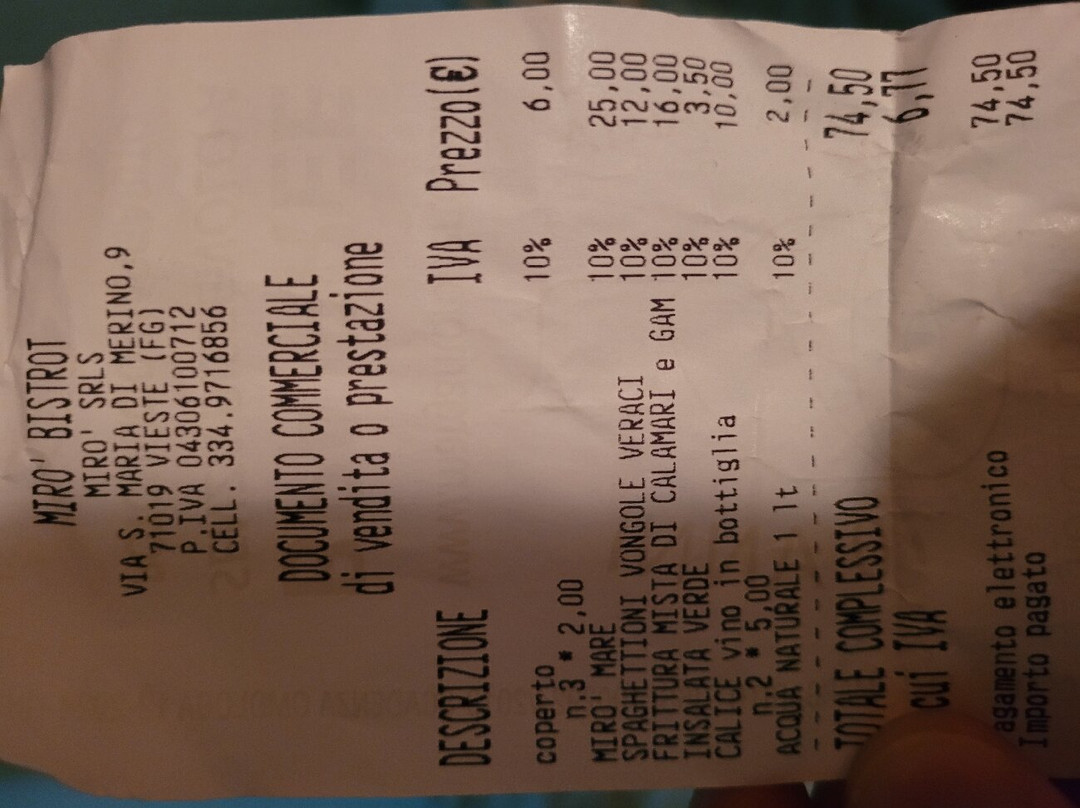 MIRO' BISTROT
MIRO' SRLS
VIA S. MARIA DI MERINO,9
71019 VIESTE (FG)
P.IVA 04306100712
CELL. 334.9716856
DOCUMENTO COMMERCIALE
di vendita o prestazione
DESCRIZIONE IVA Prezzo(€)
coperto 10% 6,00
n.3 * 2,00
MIRO' MARE 10% 25,00
SPAGHETTIONI VONGOLE VERACI 10% 12,00
FRITTURA MISTA DI CALAMARI e GAM 10% 16,00
INSALATA VERDE 10% 3,50
CALICE vino in bottiglia 10% 10,00
n.2 * 5,00
ACQUA NATURALE 1 lt 10% 2,00
TOTALE COMPLESSIVO 74,50
cui IVA 6,77
agamento elettronico 74,50
Importo pagato 74,50